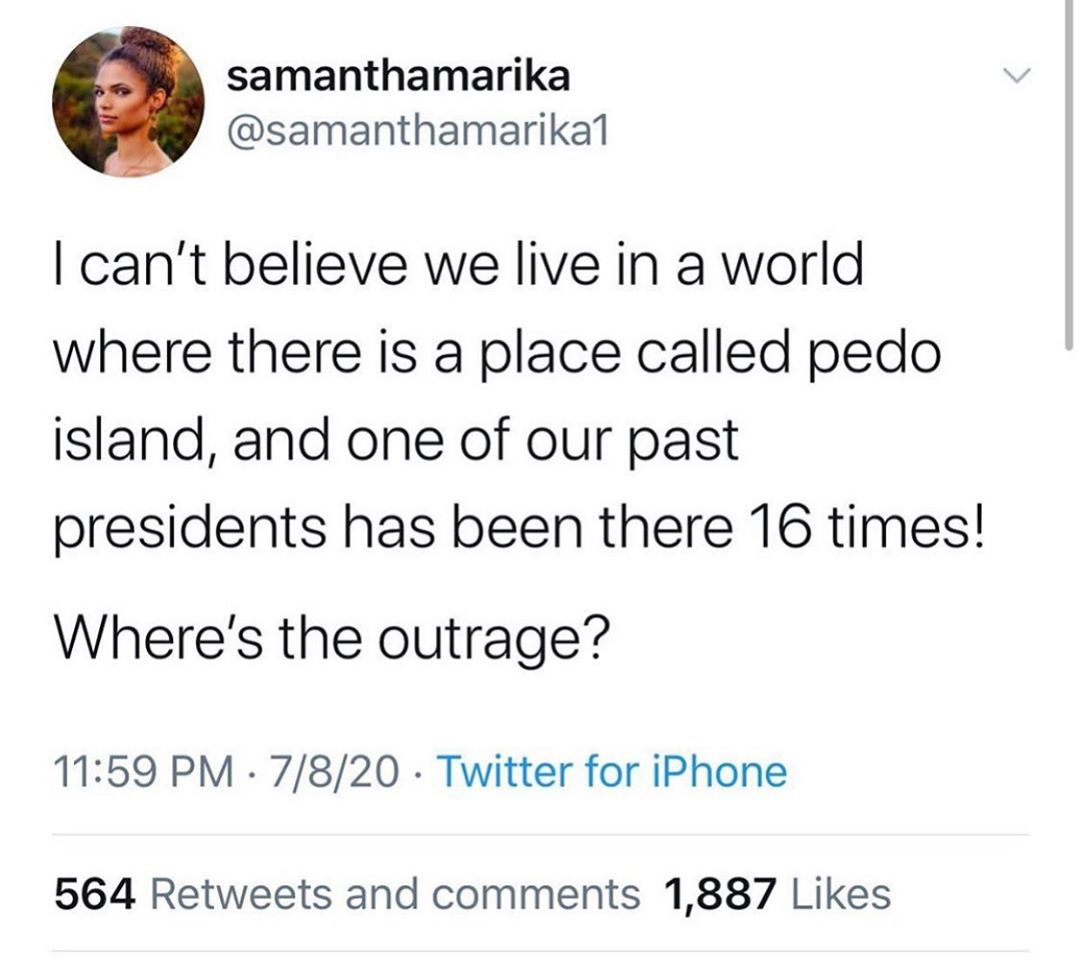 samanthamarika
@samanthamarika1
I can't believe we live in a world
where there is a place called pedo
island, and one of our past
presidents has been there 16 times!
Where's the outrage?
11:59 PM · 7/8/20 · Twitter for iPhone
564 Retweets and comments 1,887 Likes